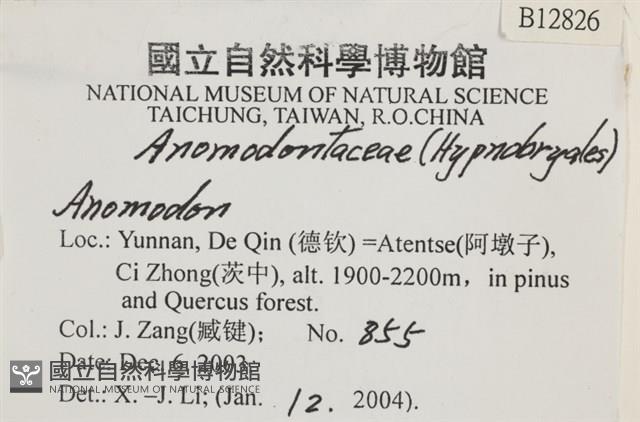 B12826
國立自然科學博物館
NATIONAL MUSEUM OF NATURAL SCIENCE
TAICHUNG, TAIWAN, R.O.CHINA
Anomodontaceae (Hypnobryales)
Anomodon
Loc.: Yunnan, De Qin (德钦) =Atentse(阿墩子),
Ci Zhong(茨中), alt. 1900-2200m, in pinus
and Quercus forest.
Col.: J. Zang(臧键); No. 855
Date: Dec. 6, 2003
國立自然科學博物館
NATIONAL MUSEUM OF NATURAL SCIENCE
Det.: X. –J. Li; (Jan. 12. 2004).